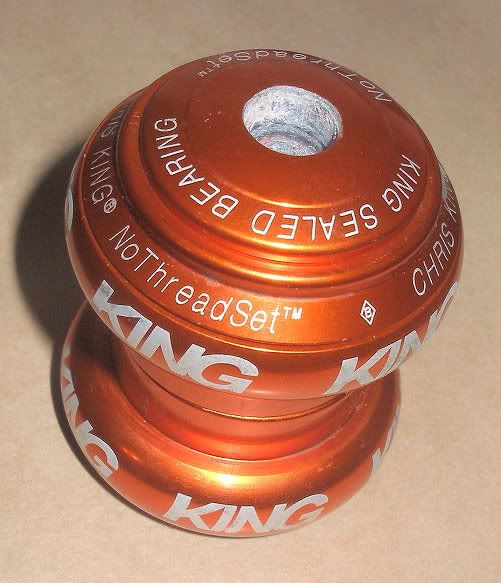 NoThreadSet™
KING SEALED BEARING
KING® NoThreadSet™
CHRIS
KING
KING
KING
KING